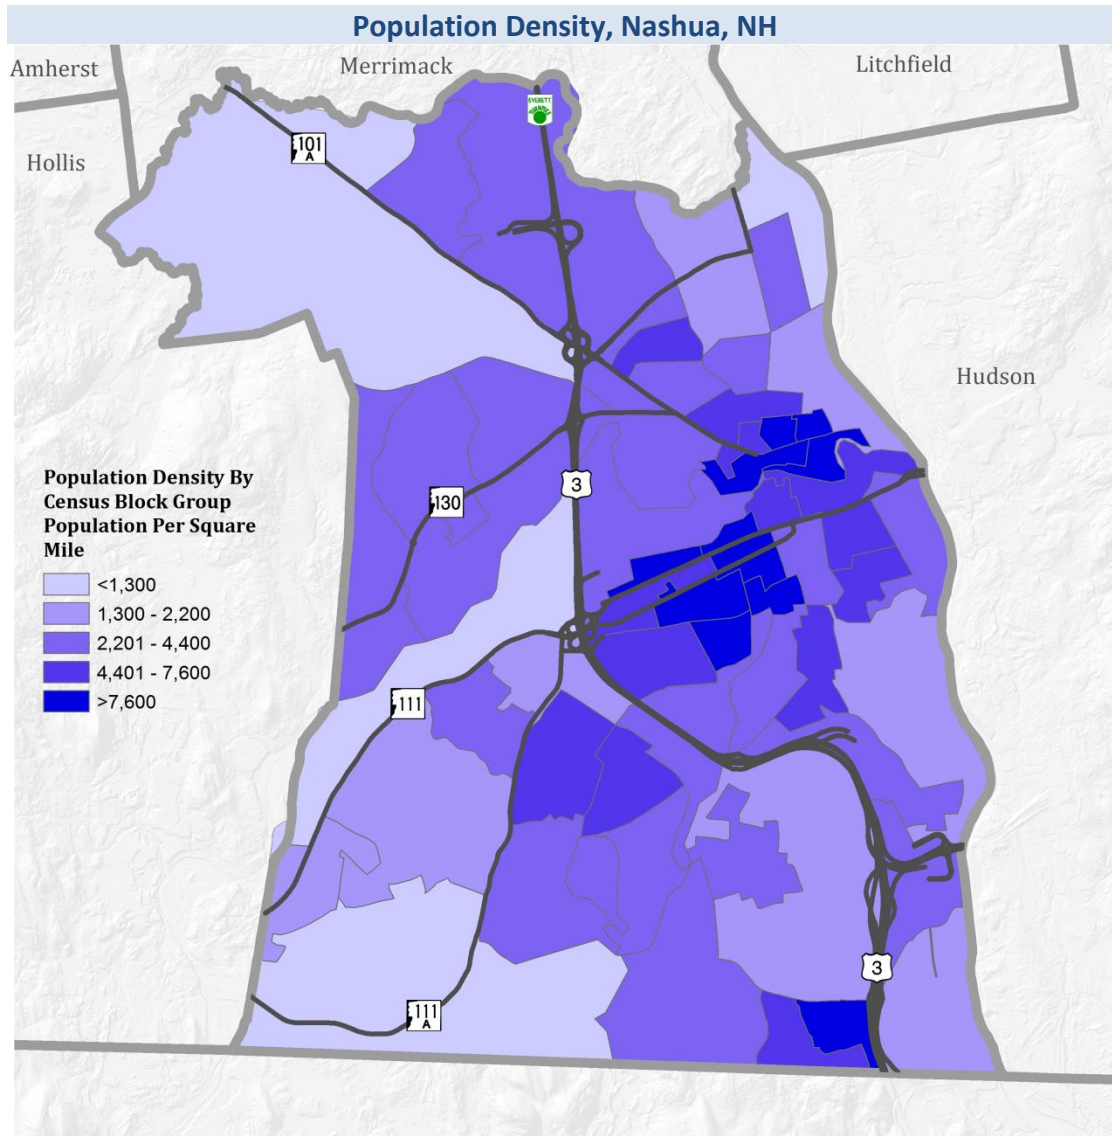 Population Density, Nashua, NH
Amherst
Merrimack
Litchfield
EVERETT
TURNPIKE
101
A
Hollis
Hudson
Population Density By
Census Block Group
Population Per Square
Mile
<1,300
1,300 - 2,200
2,201 - 4,400
4,401 - 7,600
>7,600
3
130
111
3
111
A